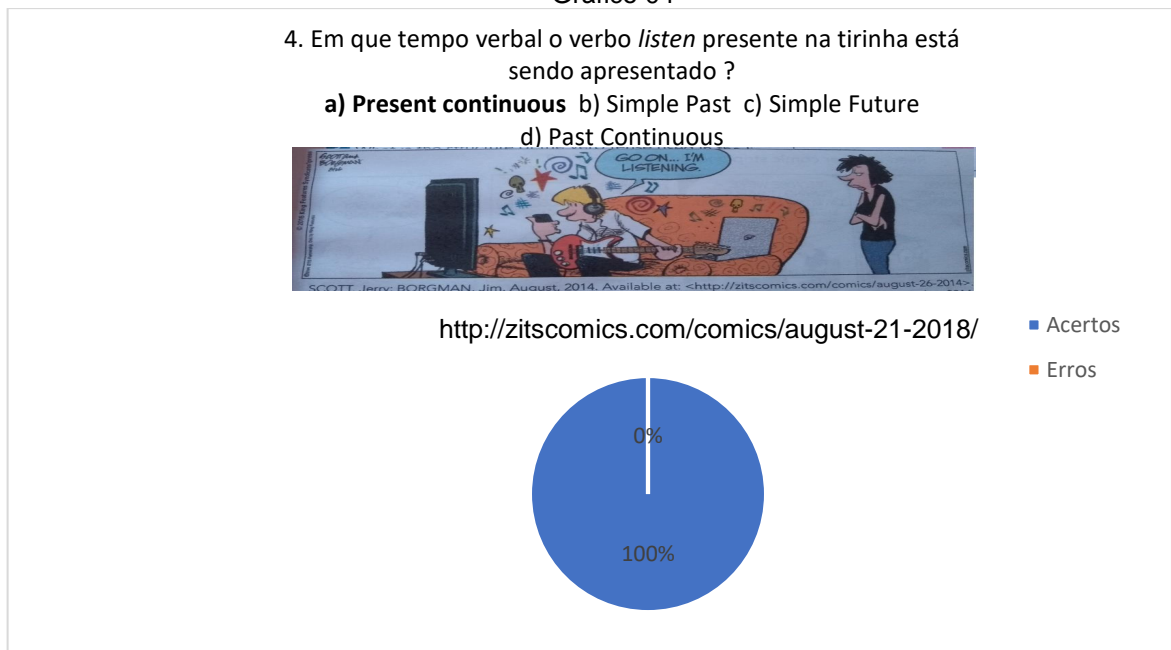 4. Em que tempo verbal o verbo listen presente na tirinha está
sendo apresentado ?
a) Present continuous b) Simple Past c) Simple Future
d) Past Continuous
GO ON... I'M
LISTENING.
SCOTT, Jerry; BORGMAN, Jim. August, 2014. Available at: <http://zitscomics.com/comics/august-26-2014>.
http://zitscomics.com/comics/august-21-2018/
Acertos
Erros
0%
100%